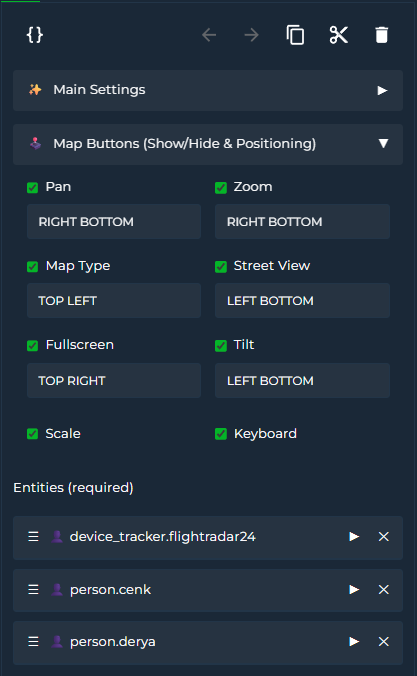 {}
Main Settings
Map Buttons (Show/Hide & Positioning)
Pan Zoom
RIGHT BOTTOM RIGHT BOTTOM
Map Type Street View
TOP LEFT LEFT BOTTOM
Fullscreen Tilt
TOP RIGHT LEFT BOTTOM
Scale Keyboard
Entities (required)
device_tracker.flightradar24
person.cenk
person.derya